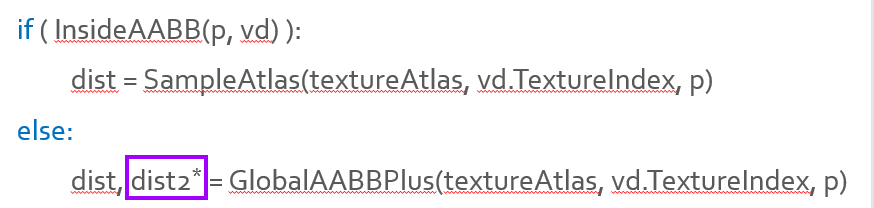 if ( InsideAABB(p, vd) ):
dist = SampleAtlas(textureAtlas, vd.TextureIndex, p)
else:
dist, dist2* = GlobalAABBPlus(textureAtlas, vd.TextureIndex, p)